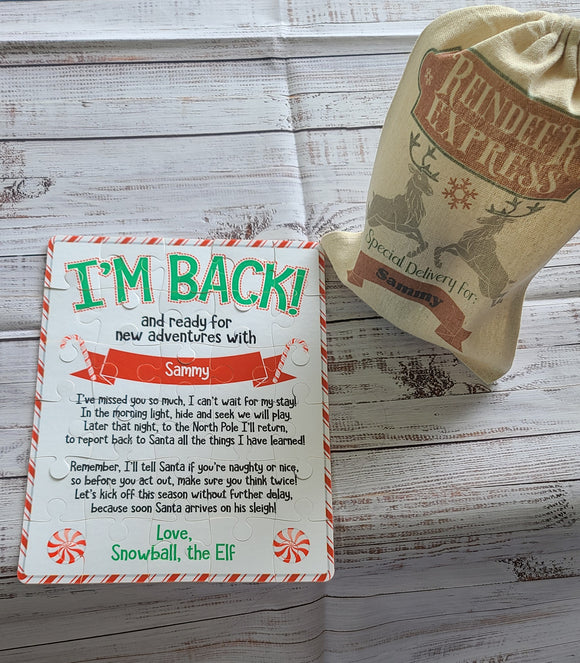 I'M BACK!
and ready for
new adventures with
Sammy
I've missed you so much, I can't wait for my stay!
In the morning light, hide and seek we will play.
Later that night, to the North Pole I'll return,
to report back to Santa all the things I have learned!
Remember, I'll tell Santa if you're naughty or nice,
so before you act out, make sure you think twice!
Let's kick off this season without further delay,
because soon Santa arrives on his sleigh!
Love,
Snowball, the Elf
REINDEER
EXPRESS
Special Delivery For:
Sammy